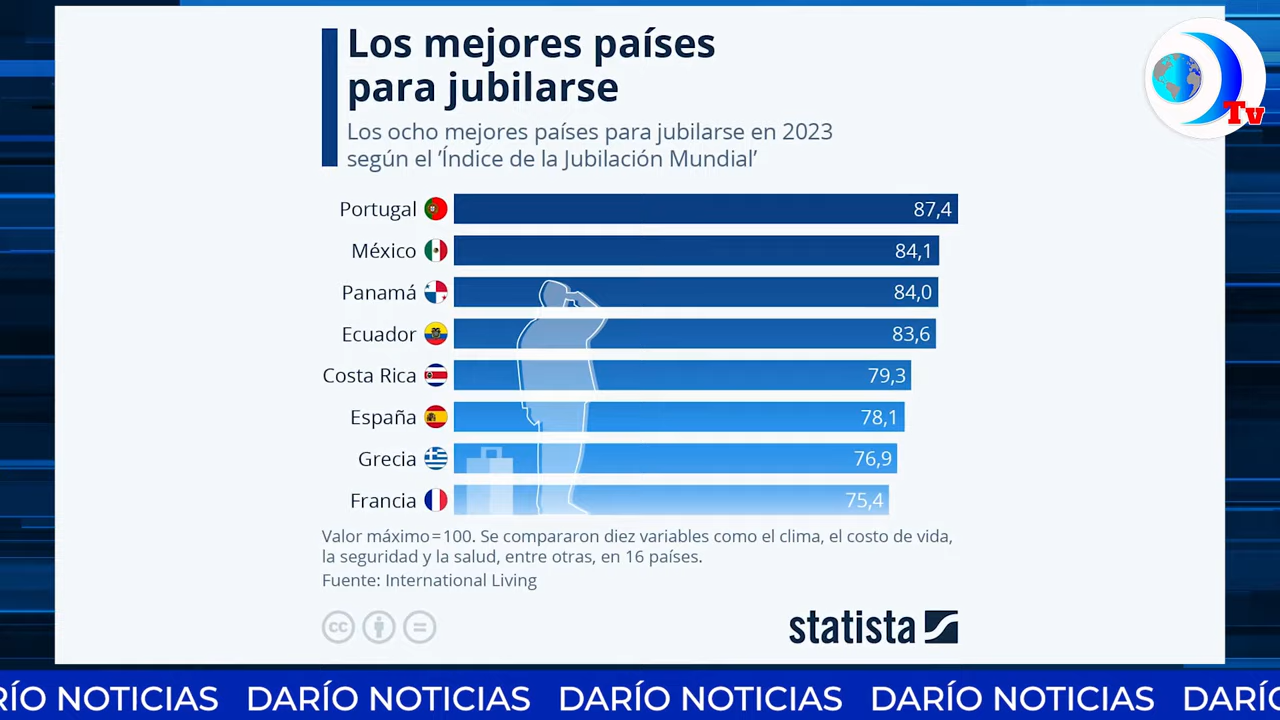 Los mejores países
para jubilarse
Los ocho mejores países para jubilarse en 2023
según el ‘Índice de la Jubilación Mundial’
Tv
Portugal 87,4
México 84,1
Panamá 84,0
Ecuador 83,6
Costa Rica 79,3
España 78,1
Grecia 76,9
Francia 75,4
Valor máximo=100. Se compararon diez variables como el clima, el costo de vida,
la seguridad y la salud, entre otras, en 16 países.
Fuente: International Living
cc
statista
RÍO NOTICIAS DARÍO NOTICIAS DARÍO NOTICIAS DARÍO NOTICIAS DARÍO